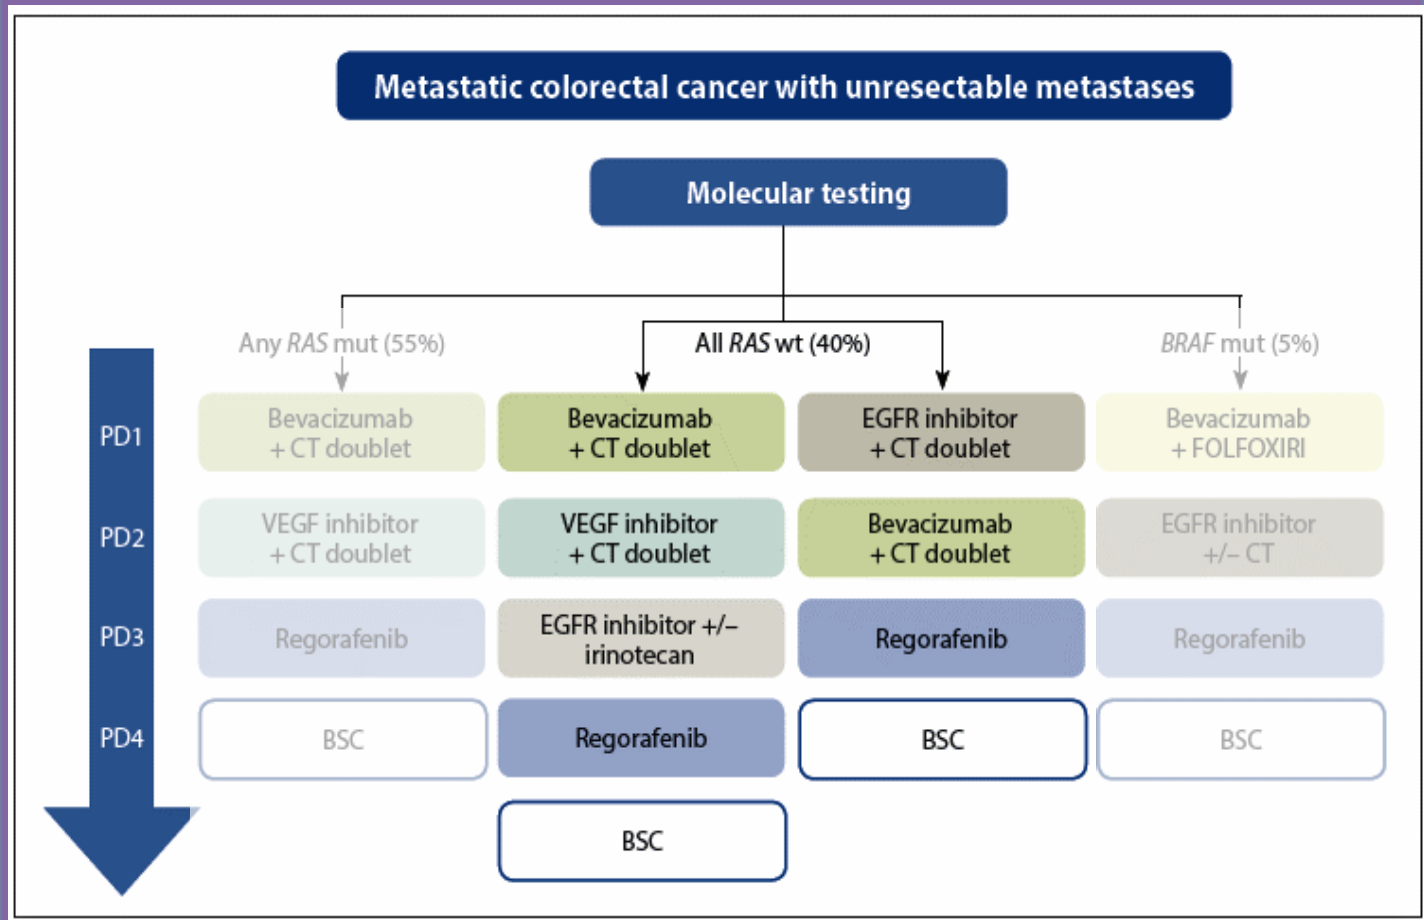 Metastatic colorectal cancer with unresectable metastases
Molecular testing
Any RAS mut (55%)
All RAS wt (40%)
BRAF mut (5%)
PD1
Bevacizumab
+ CT doublet
Bevacizumab
+ CT doublet
EGFR inhibitor
+ CT doublet
Bevacizumab
+ FOLFOXIRI
PD2
VEGF inhibitor
+ CT doublet
VEGF inhibitor
+ CT doublet
Bevacizumab
+ CT doublet
EGFR inhibitor
+/– CT
PD3
Regorafenib
EGFR inhibitor +/–
irinotecan
Regorafenib
Regorafenib
PD4
BSC
Regorafenib
BSC
BSC
BSC